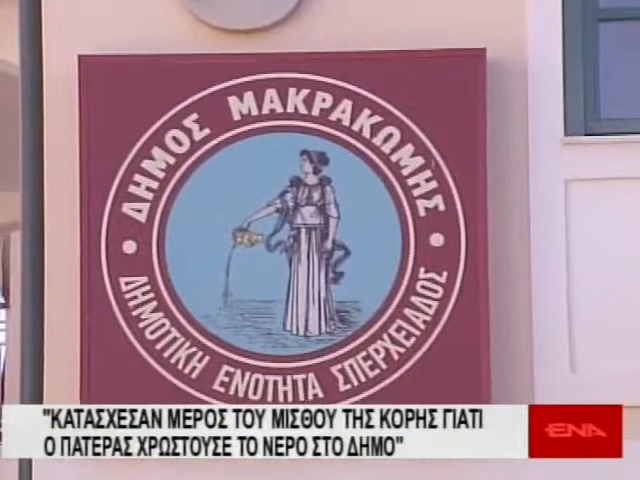 ΔΗΜΟΣ ΜΑΚΡΑΚΩΜΗΣ
ΔΗΜΟΤΙΚΗ ΕΝΟΤΗΤΑ ΣΠΕΡΧΕΙΑΔΟΣ
"ΚΑΤΑΣΧΕΣΑΝ ΜΕΡΟΣ ΤΟΥ ΜΙΣΘΟΥ ΤΗΣ ΚΟΡΗΣ ΓΙΑΤΙ
Ο ΠΑΤΕΡΑΣ ΧΡΩΣΤΟΥΣΕ ΤΟ ΝΕΡΟ ΣΤΟ ΔΗΜΟ"
ΕΝΑ